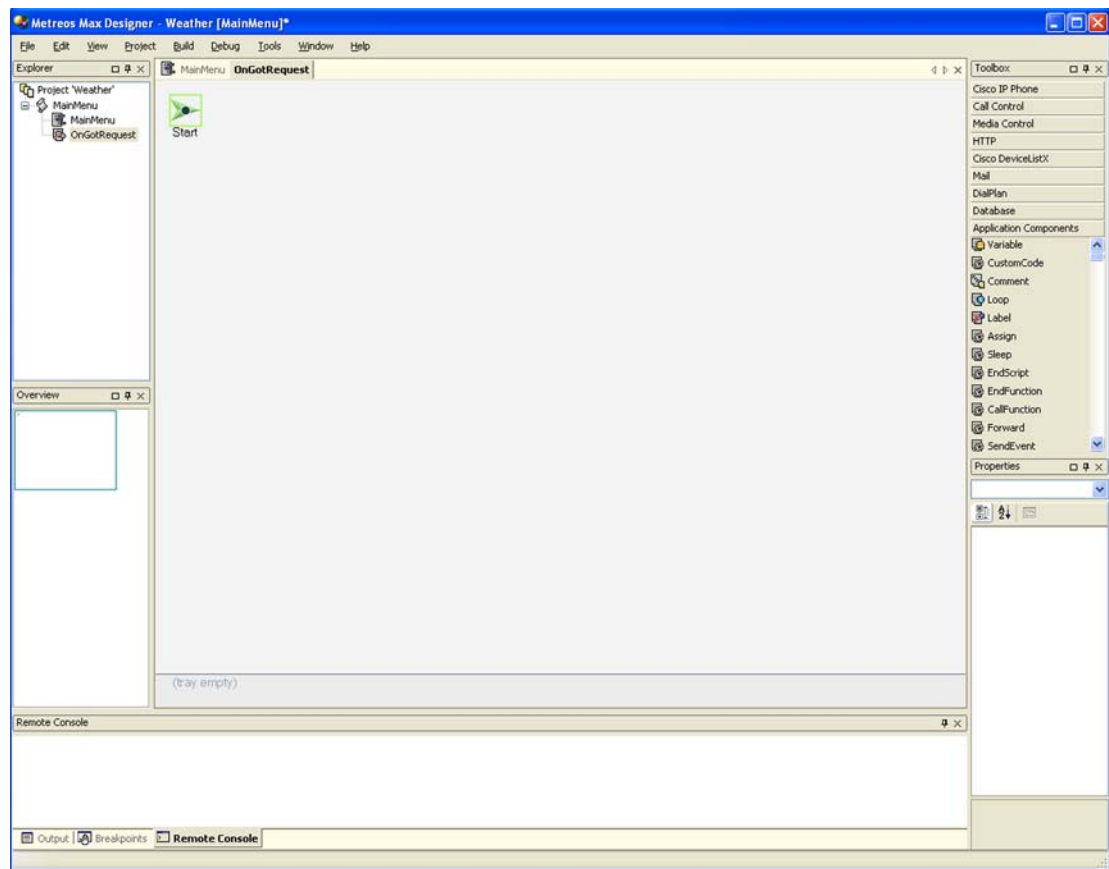 Metreos Max Designer - Weather [MainMenu]*
File Edit View Project Build Debug Tools Window Help
Explorer
Project 'Weather'
MainMenu
MainMenu
OnGotRequest
Overview
MainMenu OnGotRequest
Start
(tray empty)
Toolbox
Cisco IP Phone
Call Control
Media Control
HTTP
Cisco DeviceListX
Mail
DialPlan
Database
Application Components
Variable
CustomCode
Comment
Loop
Label
Assign
Sleep
EndScript
EndFunction
CallFunction
Forward
SendEvent
Properties
Remote Console
Output Breakpoints Remote Console